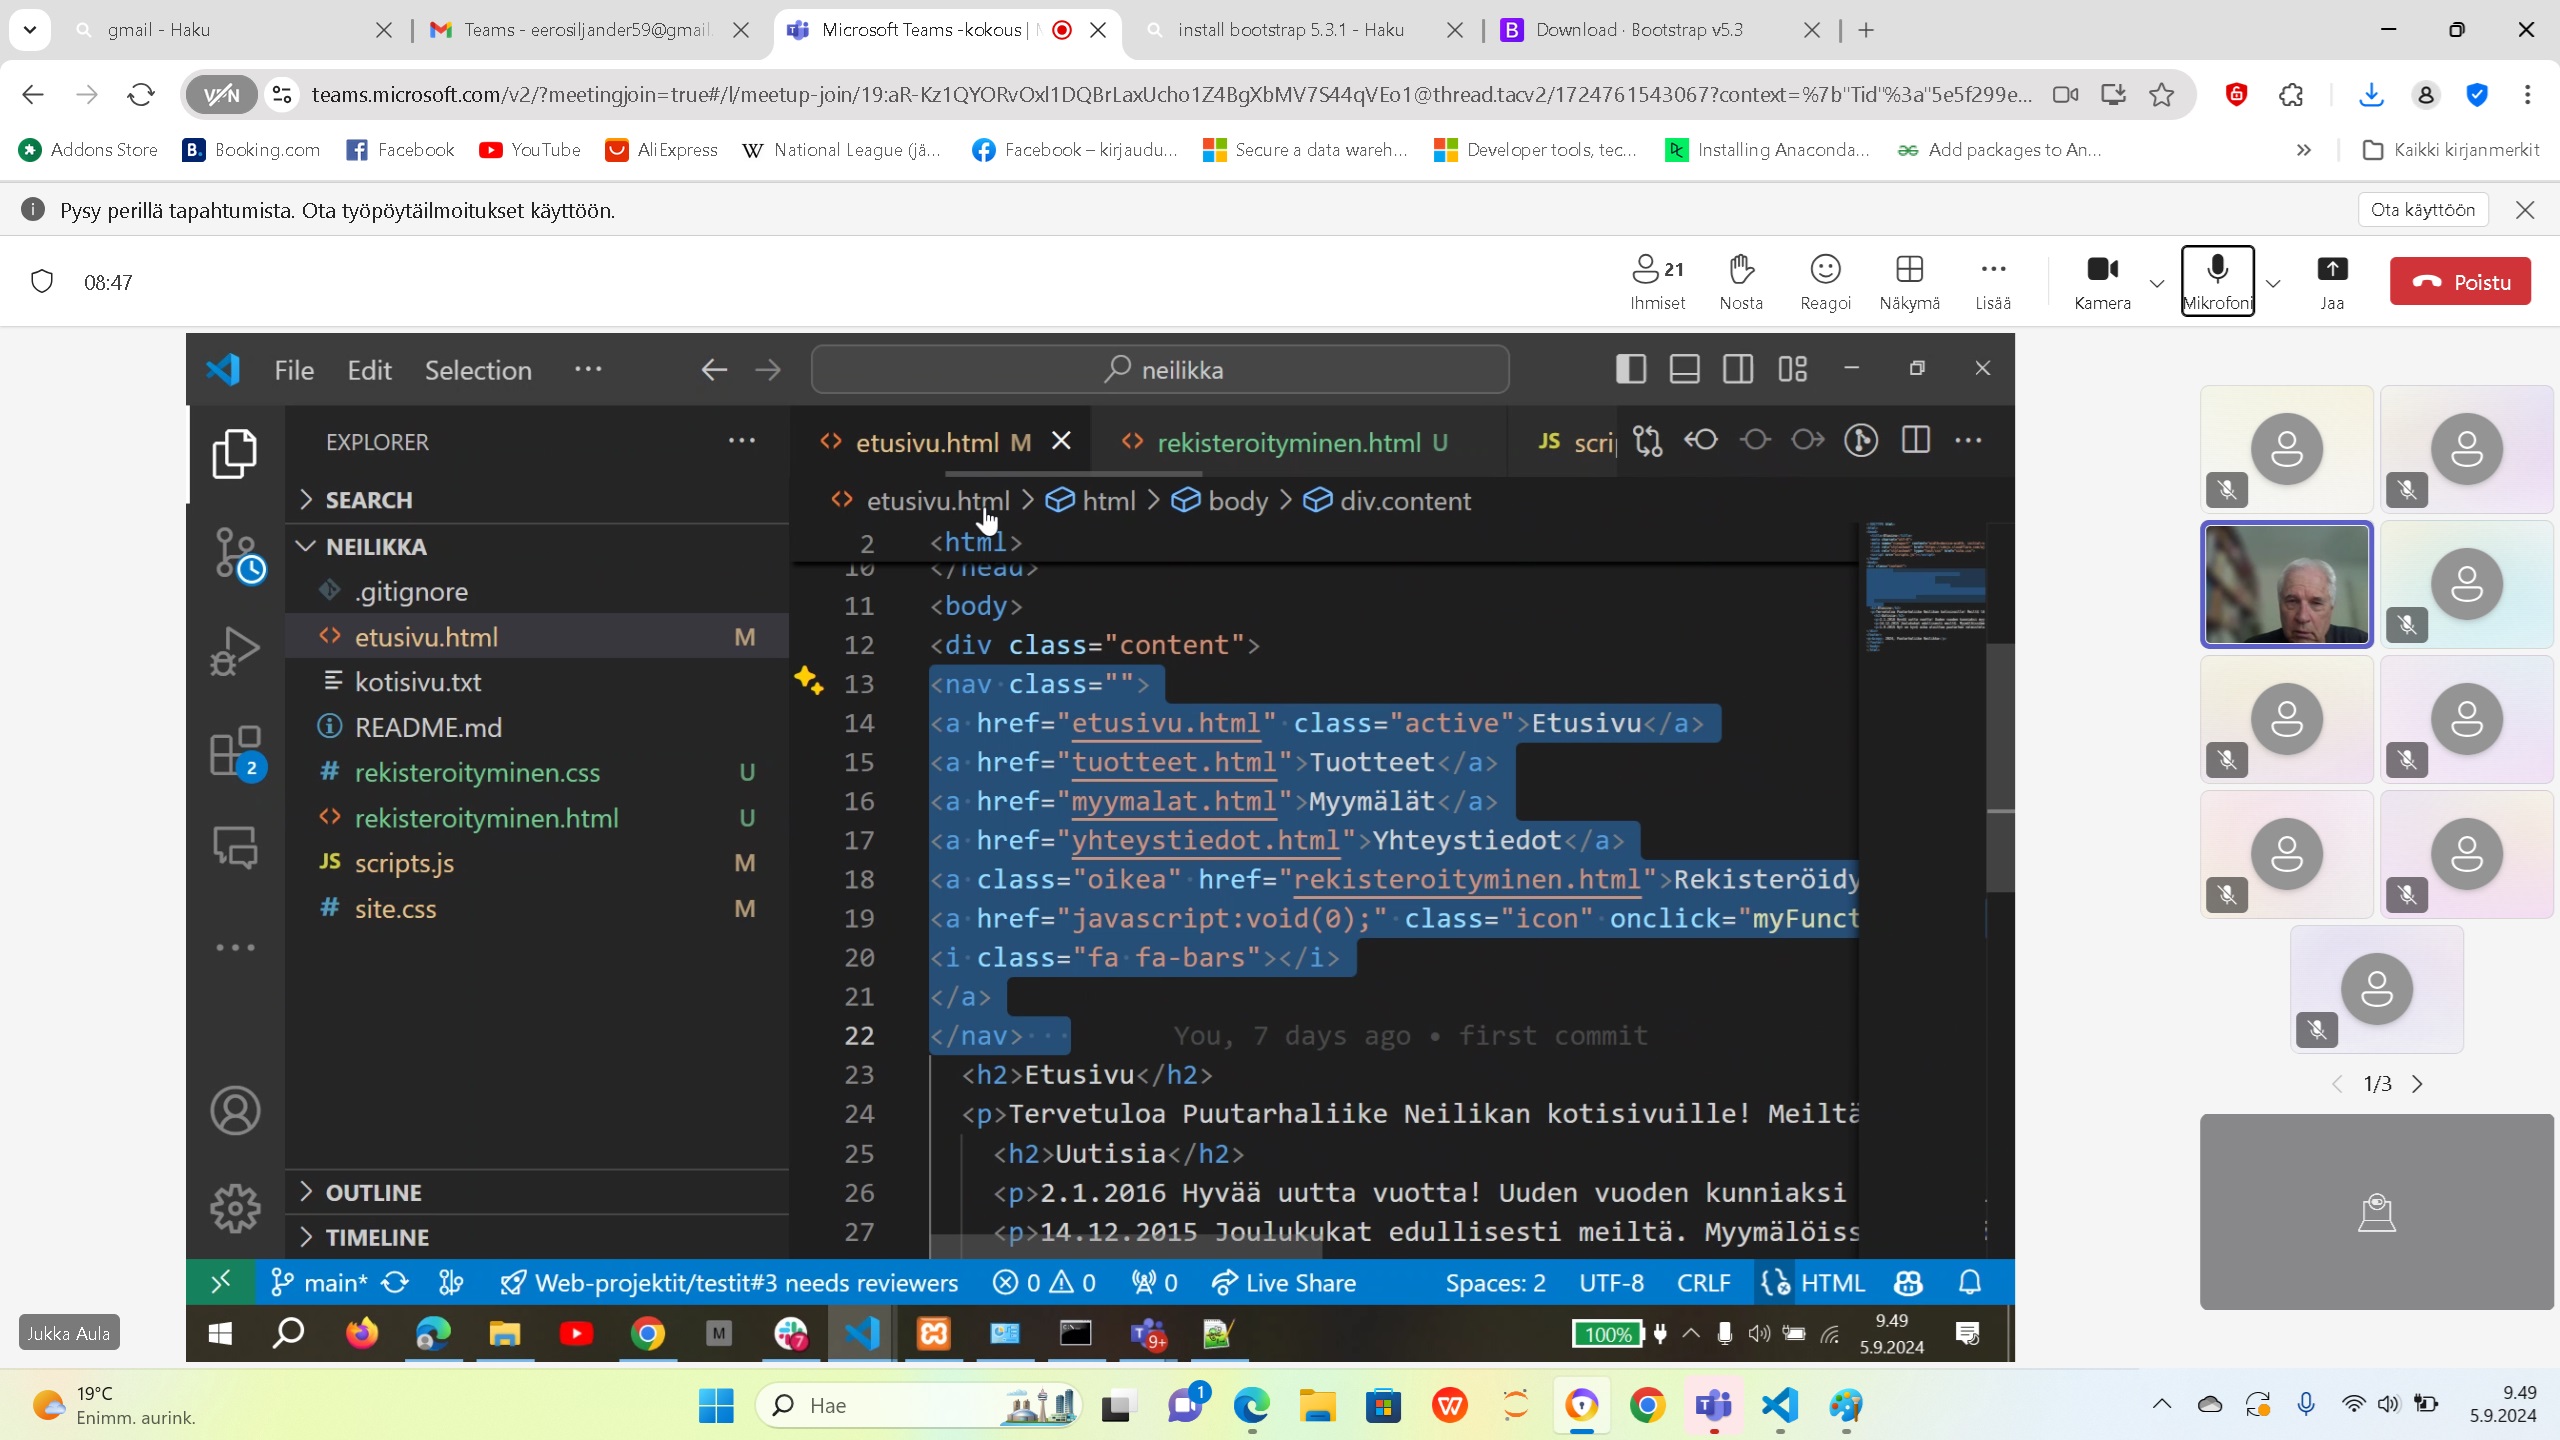 gmail - Haku
Teams - eerosiljander59@gmail.
Microsoft Teams -kokous |
install bootstrap 5.3.1 - Haku
Download · Bootstrap v5.3
VPN
teams.microsoft.com/v2/?meetingjoin=true#/l/meetup-join/19:aR-Kz1QYORvOxl1DQBrLaxUcho1Z4BgXbMV7S44qVEo1@thread.tacv2/1724761543067?context=%7b"Tid"%3a"5e5f299e...
Addons Store
Booking.com
Facebook
YouTube
AliExpress
National League (jä...
Facebook – kirjaudu...
Secure a data wareh...
Developer tools, tec...
Installing Anaconda...
Add packages to An...
Kaikki kirjanmerkit
Pysy perillä tapahtumista. Ota työpöytäilmoitukset käyttöön.
Ota käyttöön
08:47
21
Ihmiset
Nosta
Reagoi
Näkymä
Lisää
Kamera
Mikrofoni
Jaa
Poistu
File Edit Selection ···
neilikka
EXPLORER
SEARCH
NEILIKKA
.gitignore
etusivu.html M
kotisivu.txt
README.md
rekisteroityminen.css U
rekisteroityminen.html U
JS scripts.js M
# site.css M
OUTLINE
TIMELINE
2
etusivu.html M
rekisteroityminen.html U
JS scrip
etusivu.html > html > body > div.content
2 <html>
10 </head>
11 <body>
12 <div class="content">
13 <nav class="">
14 <a href="etusivu.html" class="active">Etusivu</a>
15 <a href="tuotteet.html">Tuotteet</a>
16 <a href="myymalat.html">Myymälät</a>
17 <a href="yhteystiedot.html">Yhteystiedot</a>
18 <a class="oikea" href="rekisteroityminen.html">Rekisteröidy
19 <a href="javascript:void(0);" class="icon" onclick="myFunct
20 <i class="fa fa-bars"></i>
21 </a>
22 </nav> You, 7 days ago • first commit
23 <h2>Etusivu</h2>
24 <p>Tervetuloa Puutarhaliike Neilikan kotisivuille! Meiltä
25 <h2>Uutisia</h2>
26 <p>2.1.2016 Hyvää uutta vuotta! Uuden vuoden kunniaksi
27 <p>14.12.2015 Joulukukat edullisesti meiltä. Myymälöiss
main*
Web-projektit/testit#3 needs reviewers
0 0
0
Live Share
Spaces: 2
UTF-8
CRLF
HTML
1/3
Jukka Aula
M
7
9+
100%
9.49
5.9.2024
19°C
Enimm. aurink.
Hae
1
9.49
5.9.2024